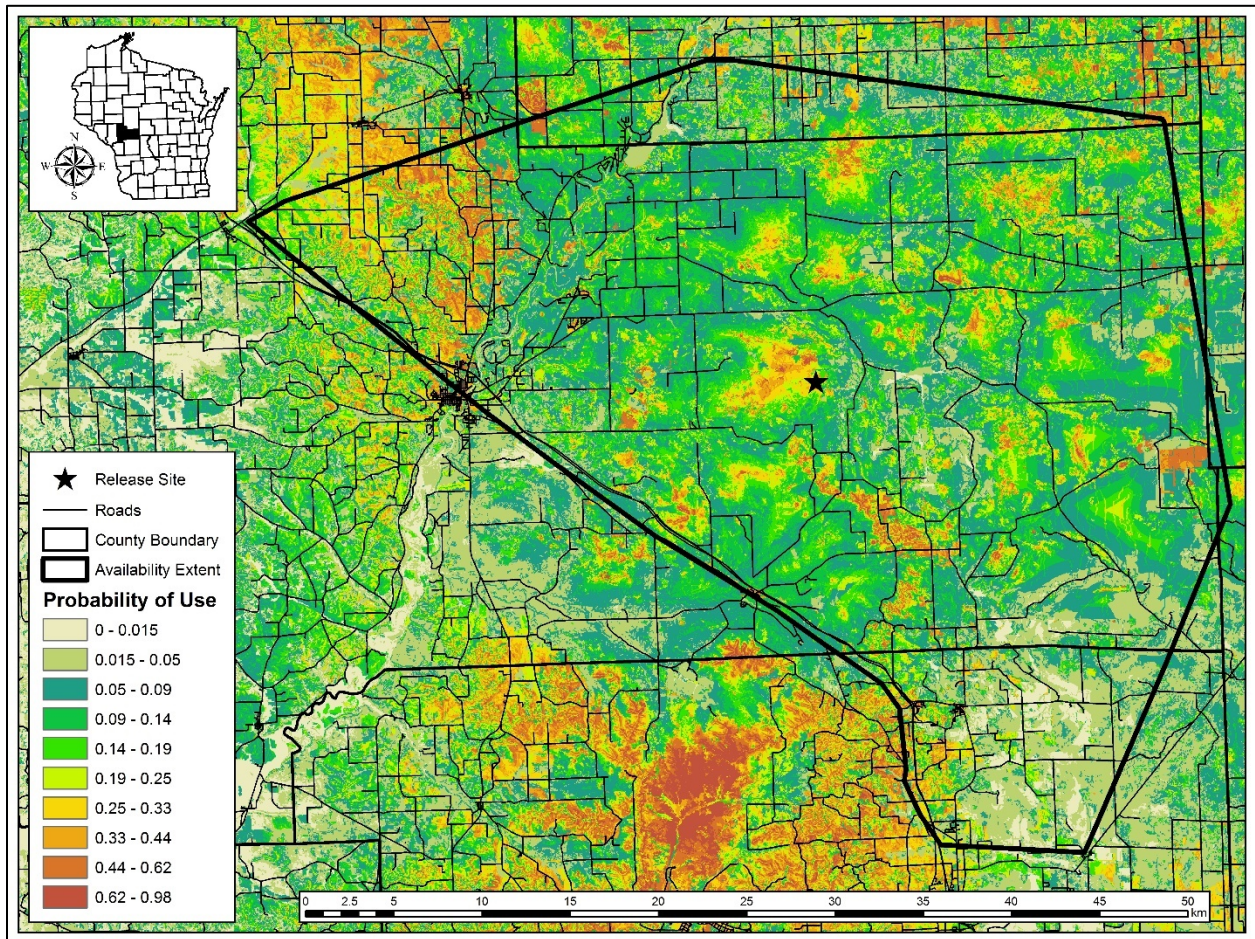 N
W
E
S
Release Site
Roads
County Boundary
Availability Extent
Probability of Use
0 - 0.015
0.015 - 0.05
0.05 - 0.09
0.09 - 0.14
0.14 - 0.19
0.19 - 0.25
0.25 - 0.33
0.33 - 0.44
0.44 - 0.62
0.62 - 0.98
0 2.5 5 10 15 20 25 30 35 40 45 50
km